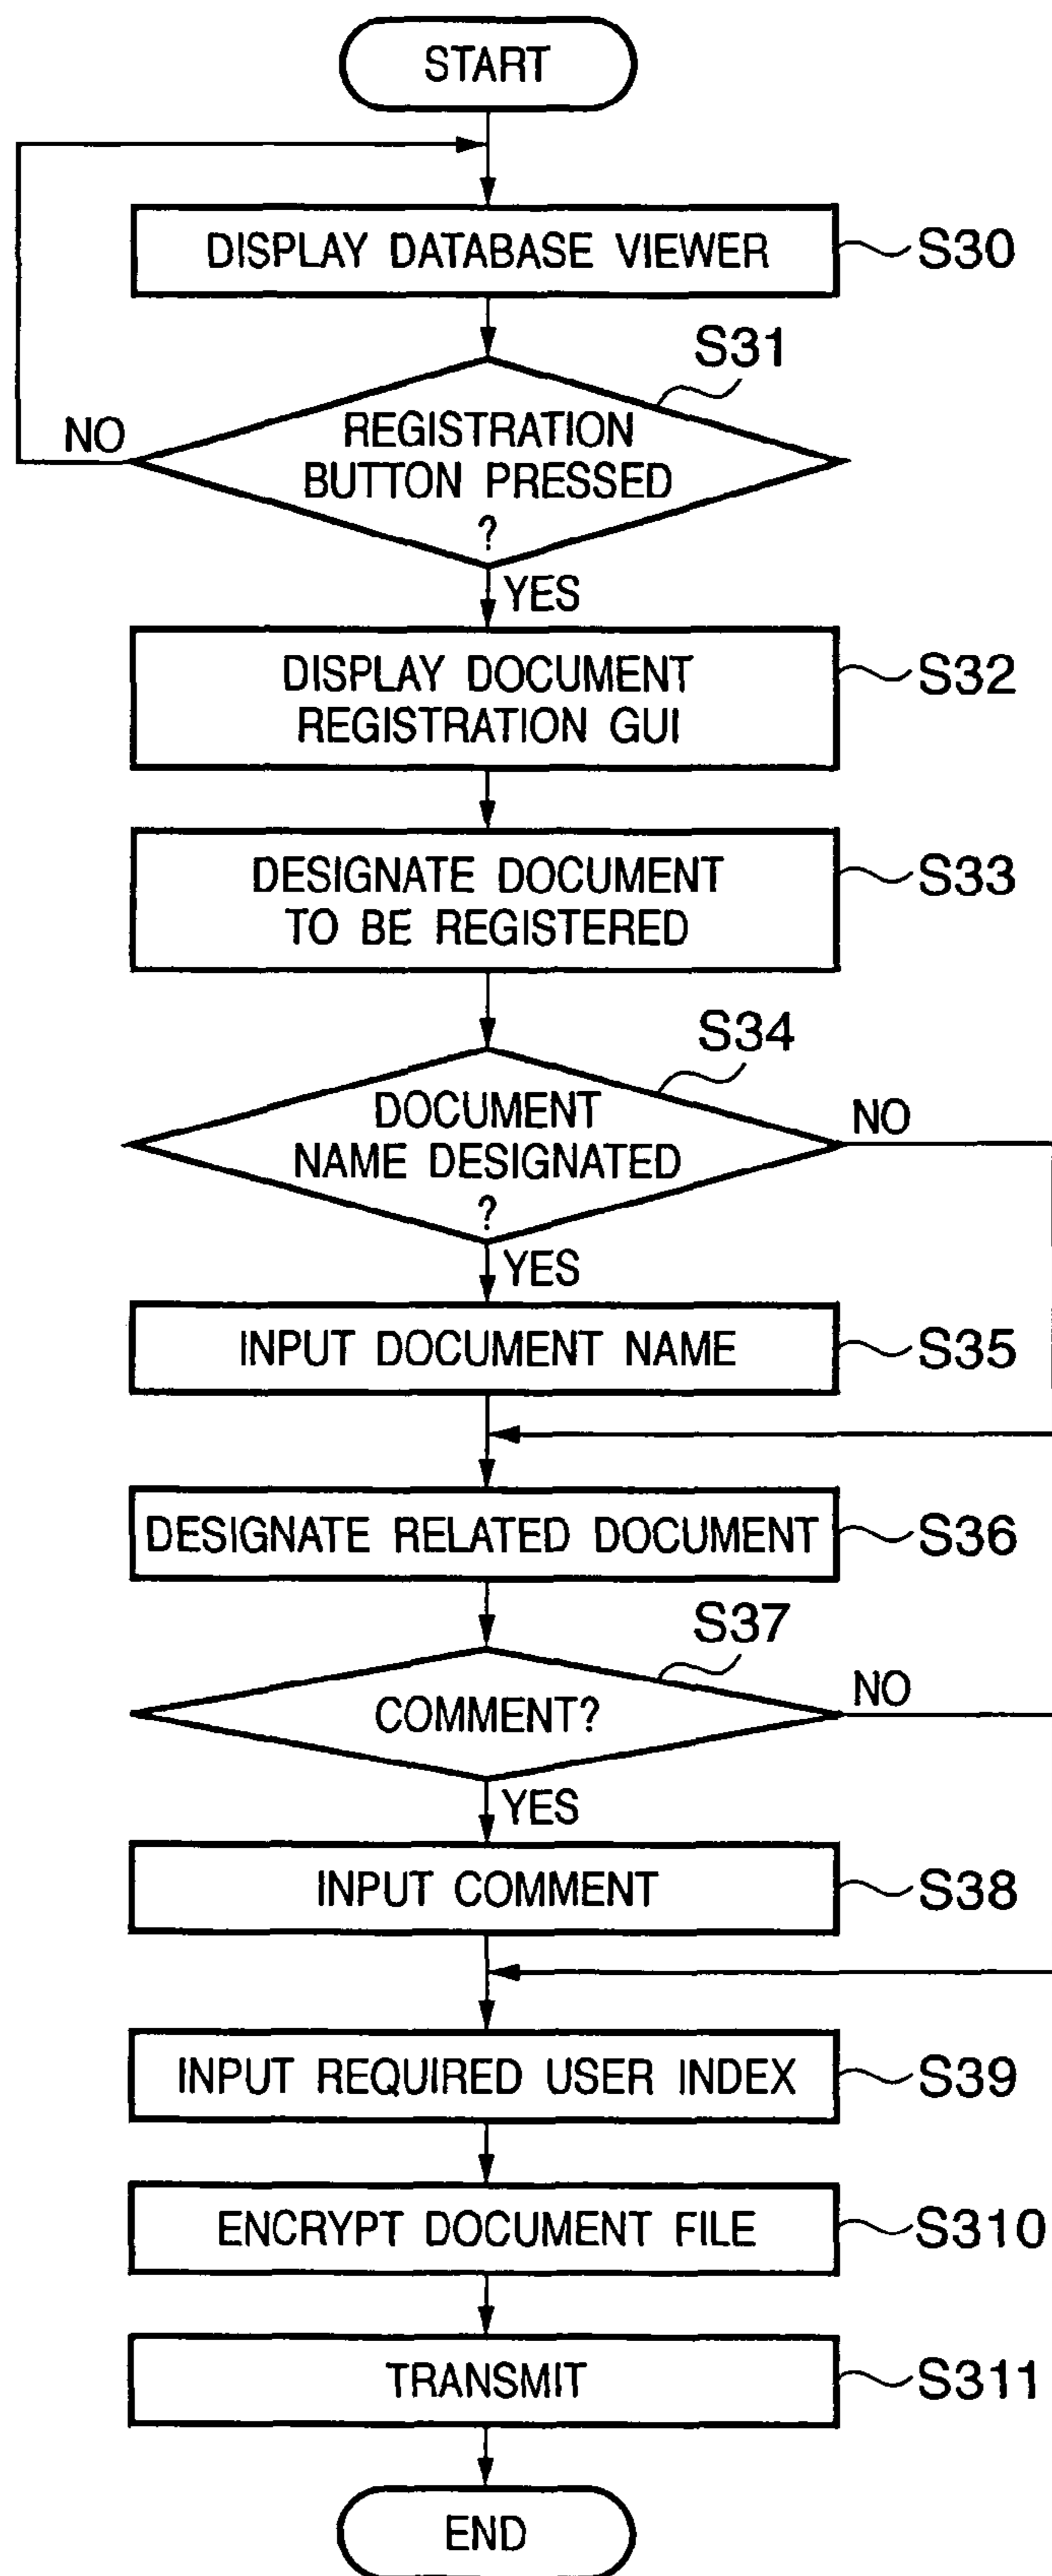 START
DISPLAY DATABASE VIEWER
S30
S31
REGISTRATION
BUTTON PRESSED
?
NO
YES
DISPLAY DOCUMENT
REGISTRATION GUI
S32
DESIGNATE DOCUMENT
TO BE REGISTERED
S33
S34
DOCUMENT
NAME DESIGNATED
?
NO
YES
INPUT DOCUMENT NAME
S35
DESIGNATE RELATED DOCUMENT
S36
S37
COMMENT?
NO
YES
INPUT COMMENT
S38
INPUT REQUIRED USER INDEX
S39
ENCRYPT DOCUMENT FILE
S310
TRANSMIT
S311
END